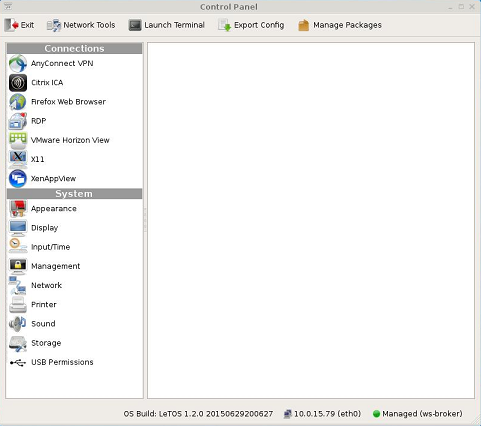 Control Panel
Exit Network Tools Launch Terminal Export Config Manage Packages
Connections
AnyConnect VPN
Citrix ICA
Firefox Web Browser
RDP
VMware Horizon View
X11
XenAppView
System
Appearance
Display
Input/Time
Management
Network
Printer
Sound
Storage
USB Permissions
OS Build: LeTOS 1.2.0 20150629200627 10.0.15.79 (eth0) Managed (ws-broker)